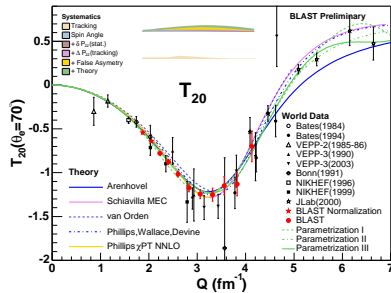 Systematics
Tracking
Spin Angle
+ δ P_zz(stat.)
+ Δ P_zz(tracking)
+ False Asymetry
+ Theory
BLAST Preliminary
T₂₀
T₂₀(θ_d=70°)
0.5
0
-0.5
-1
-1.5
-2
World Data
Bates(1984)
Bates(1994)
VEPP-2(1985-86)
VEPP-3(1990)
VEPP-3(2003)
Bonn(1991)
NIKHEF(1996)
NIKHEF(1999)
JLab(2000)
BLAST Normalization
BLAST
Parametrization I
Parametrization II
Parametrization III
Theory
Arenhovel
Schiavilla MEC
van Orden
Phillips,Wallace,Devine
Phillips χPT NNLO
0 1 2 3 4 5 6 7
Q (fm⁻¹)